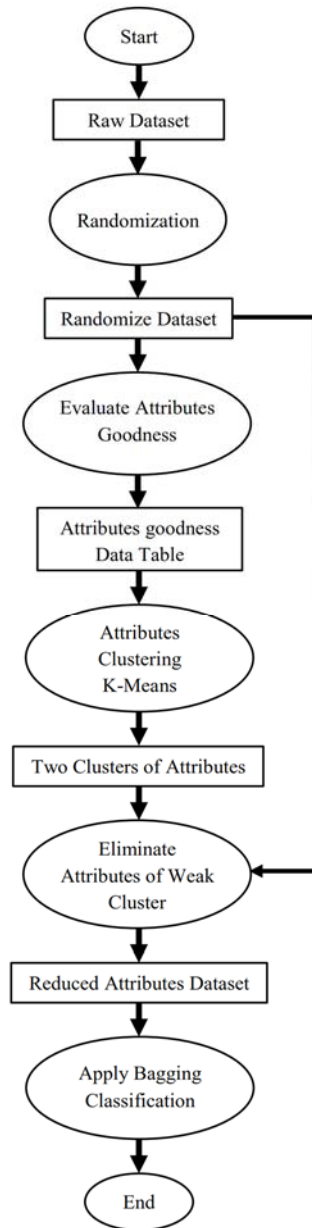 Start
Raw Dataset
Randomization
Randomize Dataset
Evaluate Attributes
Goodness
Attributes goodness
Data Table
Attributes
Clustering
K-Means
Two Clusters of Attributes
Eliminate
Attributes of Weak
Cluster
Reduced Attributes Dataset
Apply Bagging
Classification
End